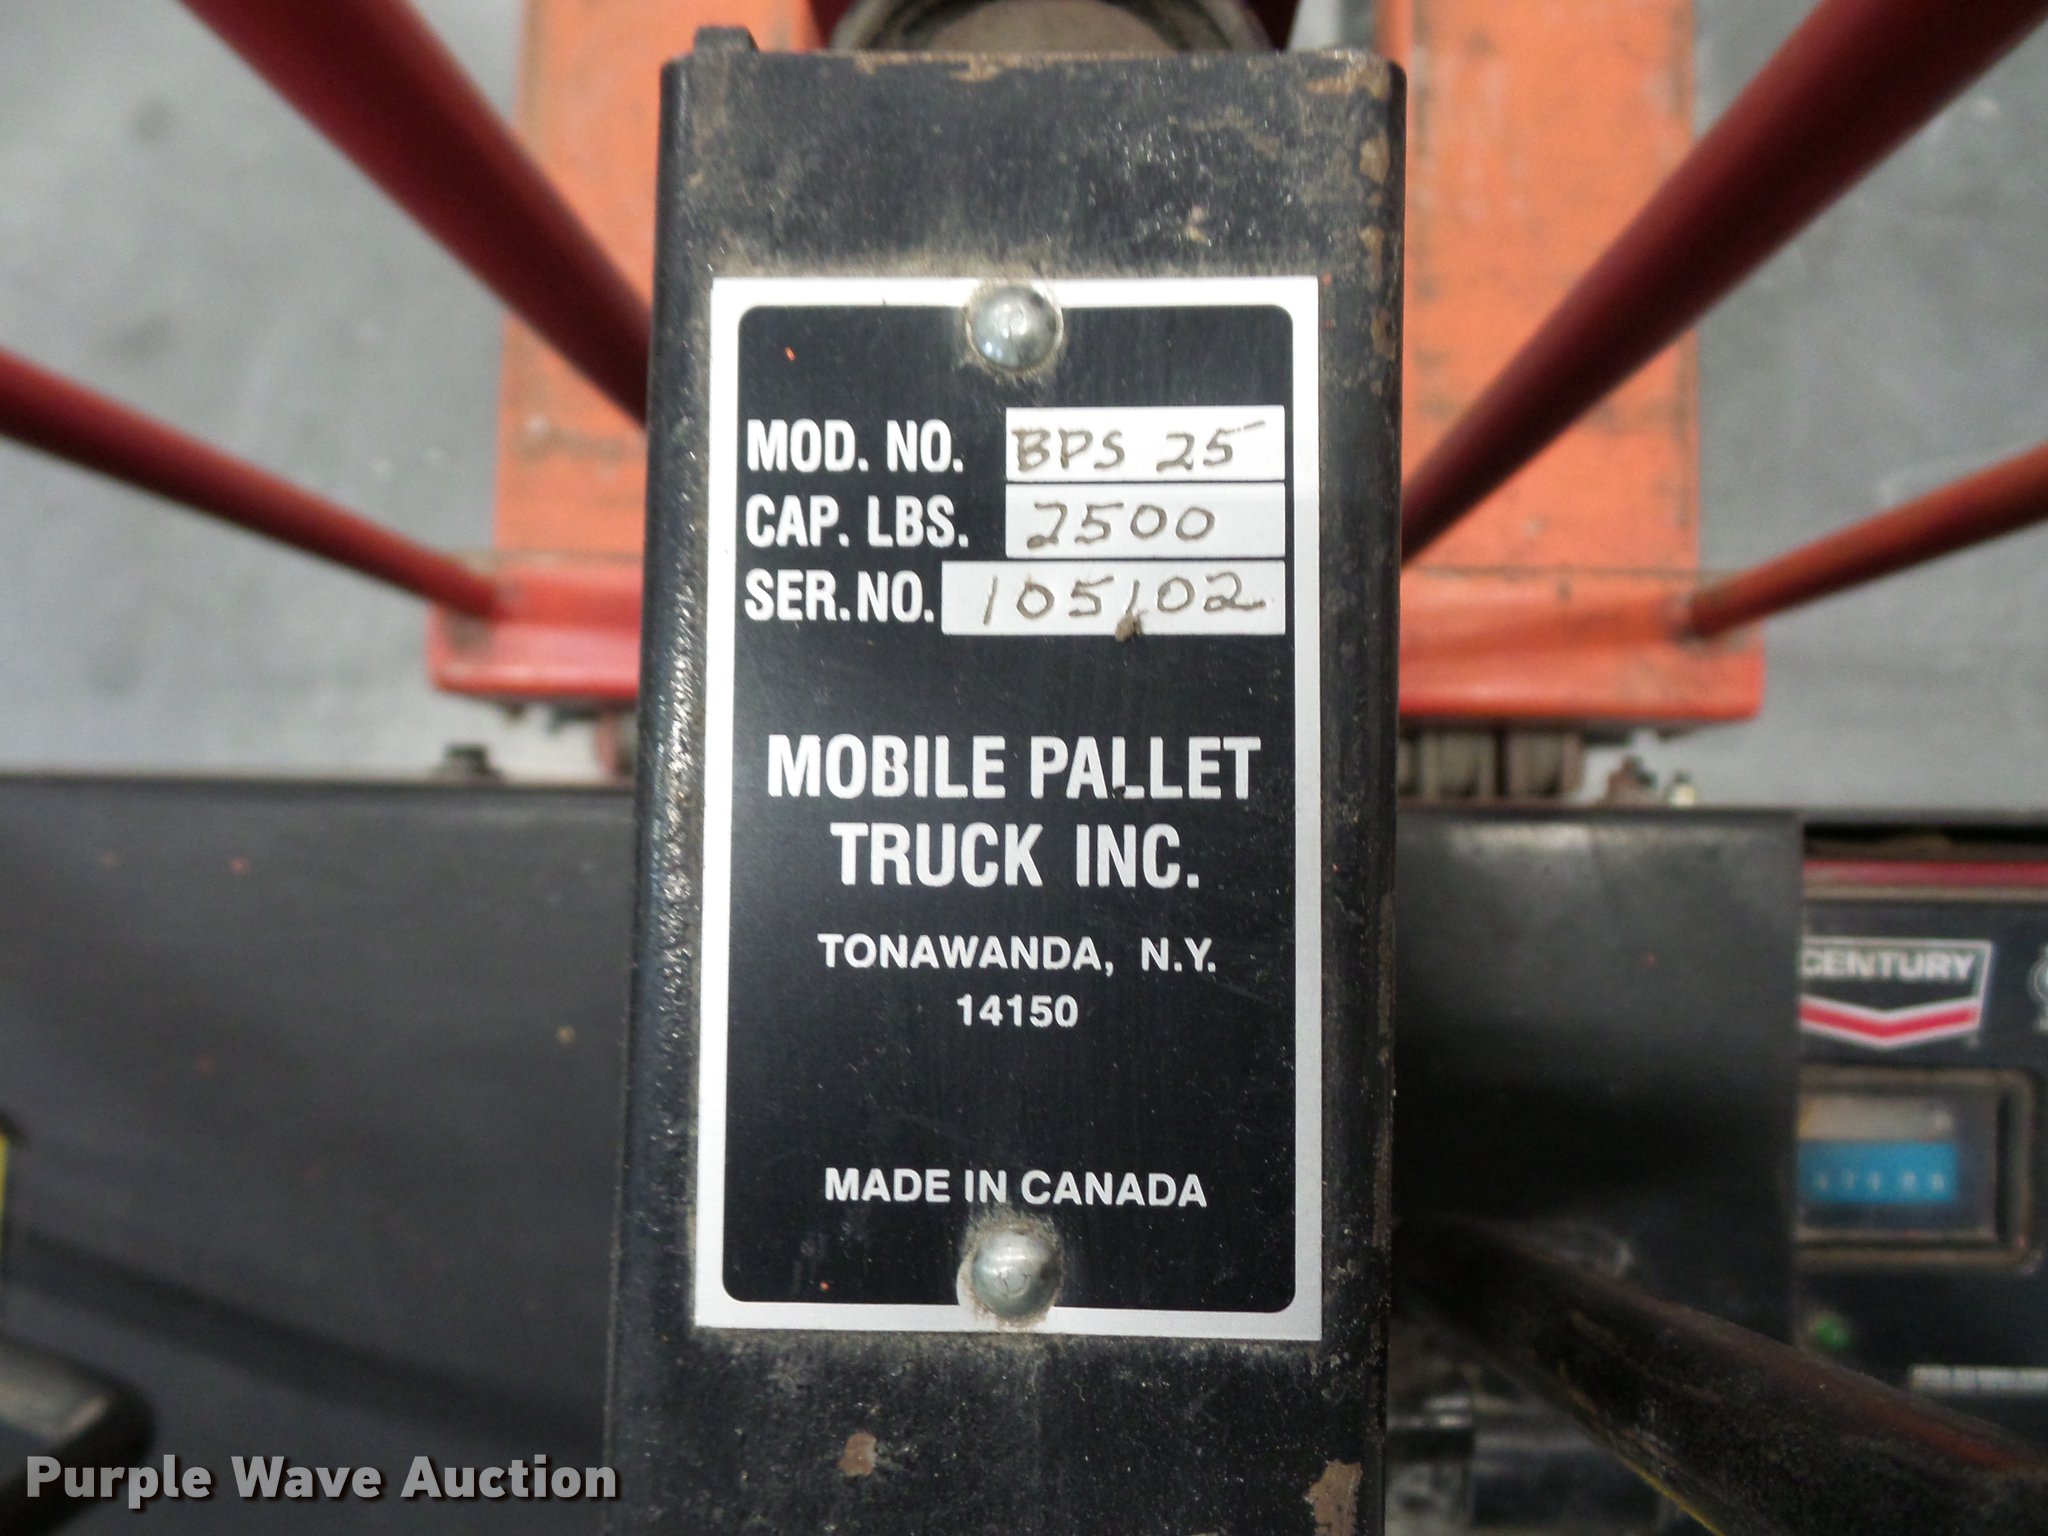 MOD. NO. BPS 25
CAP. LBS. 2500
SER. NO. 105102
MOBILE PALLET
TRUCK INC.
TONAWANDA, N.Y.
14150
MADE IN CANADA
CENTURY
Purple Wave Auction